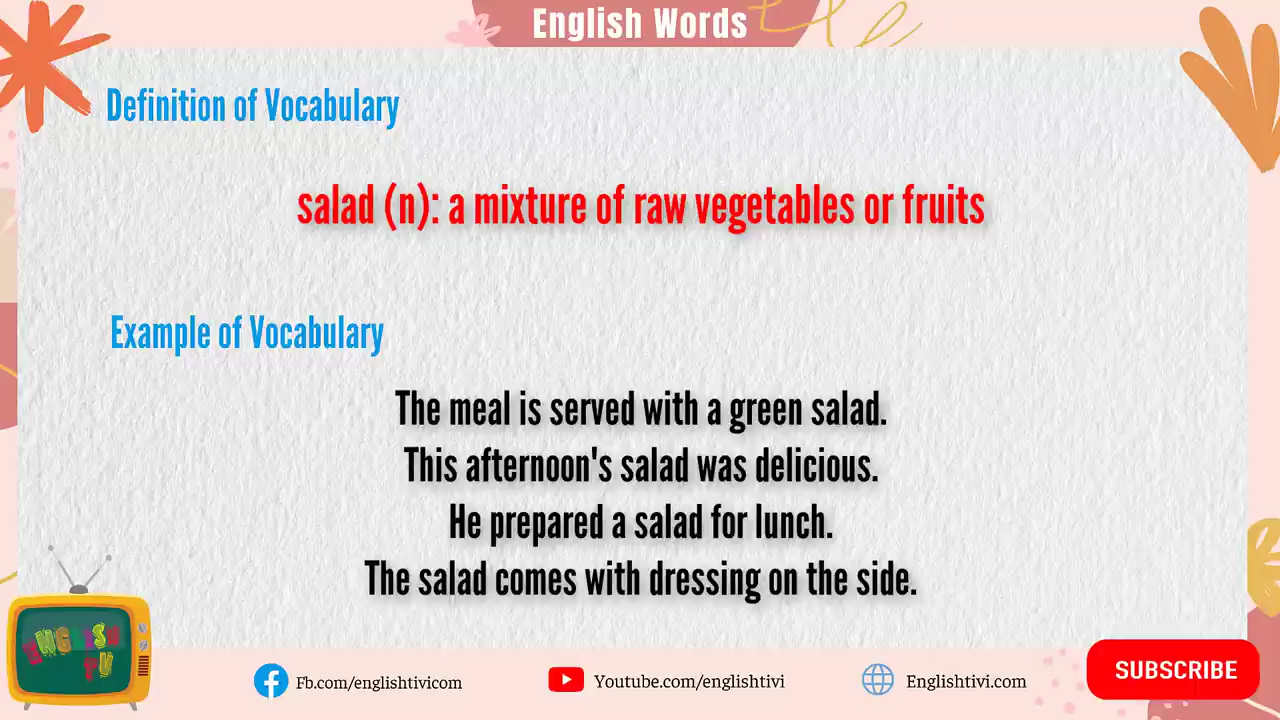 English Words
Definition of Vocabulary
salad (n): a mixture of raw vegetables or fruits
Example of Vocabulary
The meal is served with a green salad.
This afternoon's salad was delicious.
He prepared a salad for lunch.
The salad comes with dressing on the side.
ENGLISH
TV
Fb.com/englishtivicom
Youtube.com/englishtivi
Englishtivi.com
SUBSCRIBE